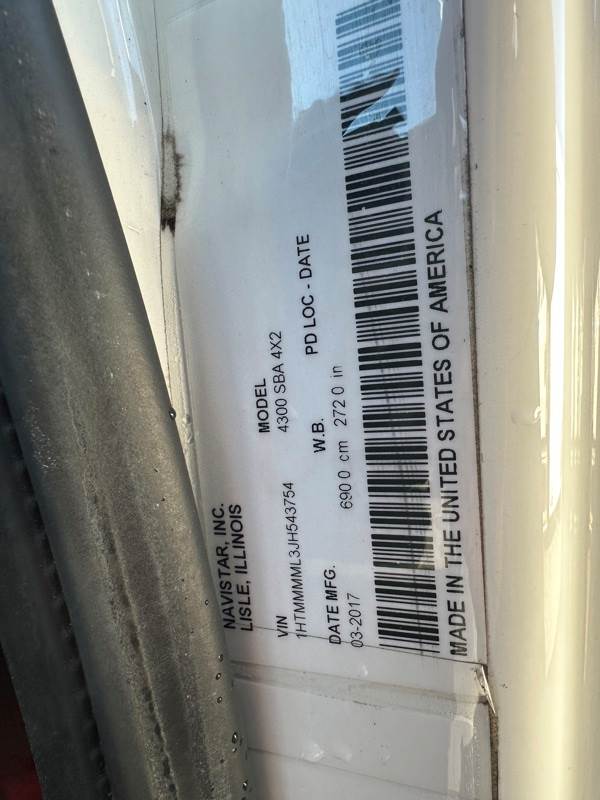 NAVISTAR, INC.
LISLE, ILLINOIS
VIN
1HTMMMML3JH543754
MODEL
4300 SBA 4X2
DATE MFG.
03-2017
W.B.
690 0 cm 272 0 in
PD LOC - DATE
MADE IN THE UNITED STATES OF AMERICA